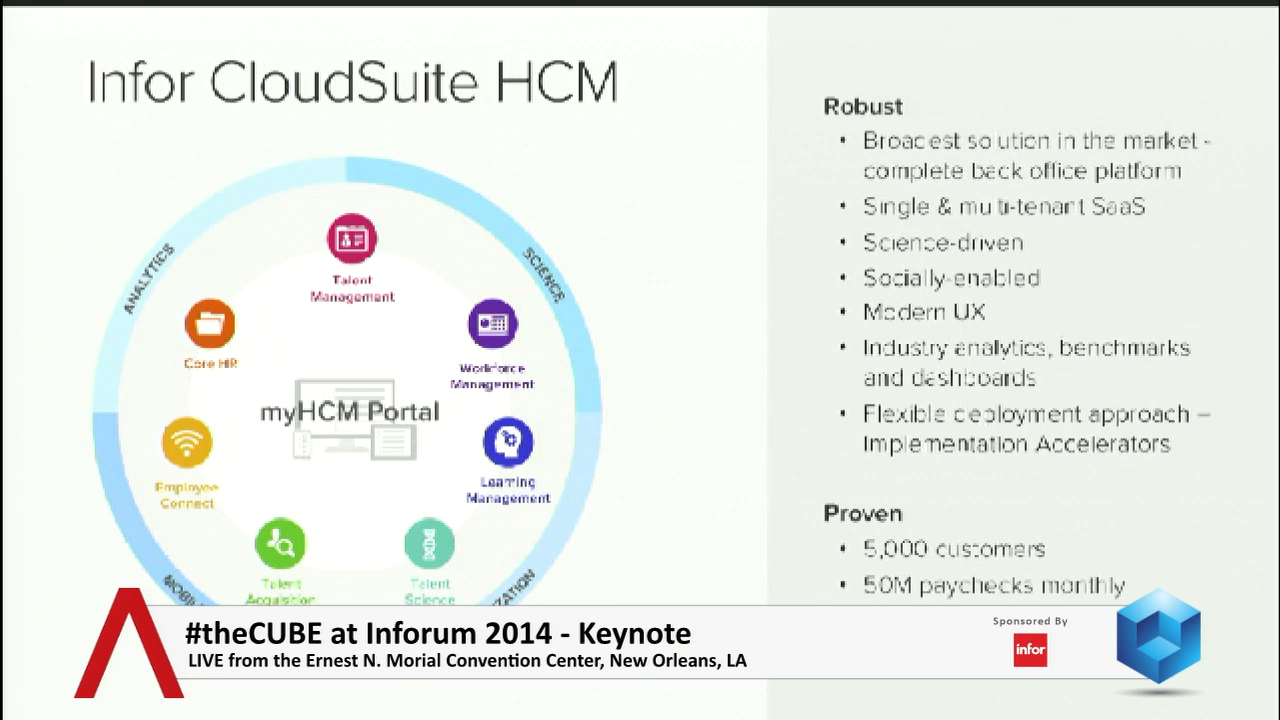 Infor CloudSuite HCM
ANALYTICS
SCIENCE
Talent
Management
Core HR
Workforce
Management
myHCM Portal
Employee
Connect
Learning
Management
Talent
Acquisition
Talent
Science
Robust
• Broadest solution in the market -
complete back office platform
• Single & multi-tenant SaaS
• Science-driven
• Socially-enabled
• Modern UX
• Industry analytics, benchmarks
and dashboards
• Flexible deployment approach –
Implementation Accelerators
Proven
• 5,000 customers
• 50M paychecks monthly
#theCUBE at Inforum 2014 - Keynote
LIVE from the Ernest N. Morial Convention Center, New Orleans, LA
Sponsored By
infor